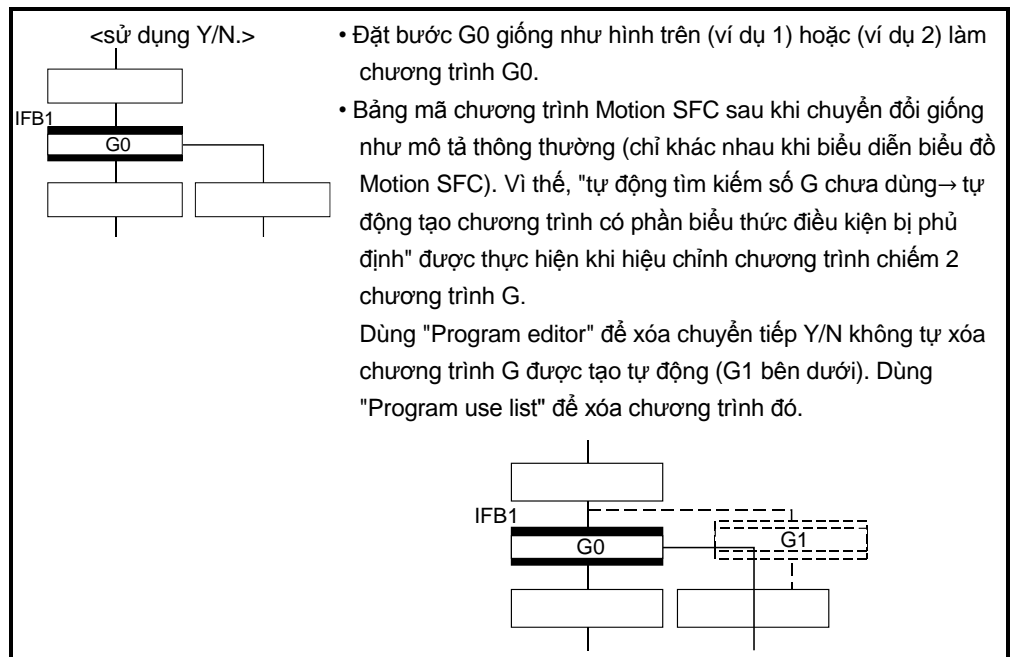 <sử dụng Y/N.>
IFB1
G0
• Đặt bước G0 giống như hình trên (ví dụ 1) hoặc (ví dụ 2) làm
chương trình G0.
• Bảng mã chương trình Motion SFC sau khi chuyển đổi giống
như mô tả thông thường (chỉ khác nhau khi biểu diễn biểu đồ
Motion SFC). Vì thế, "tự động tìm kiếm số G chưa dùng→ tự
động tạo chương trình có phần biểu thức điều kiện bị phủ
định" được thực hiện khi hiệu chỉnh chương trình chiếm 2
chương trình G.
Dùng "Program editor" để xóa chuyển tiếp Y/N không tự xóa
chương trình G được tạo tự động (G1 bên dưới). Dùng
"Program use list" để xóa chương trình đó.
IFB1
G0
G1